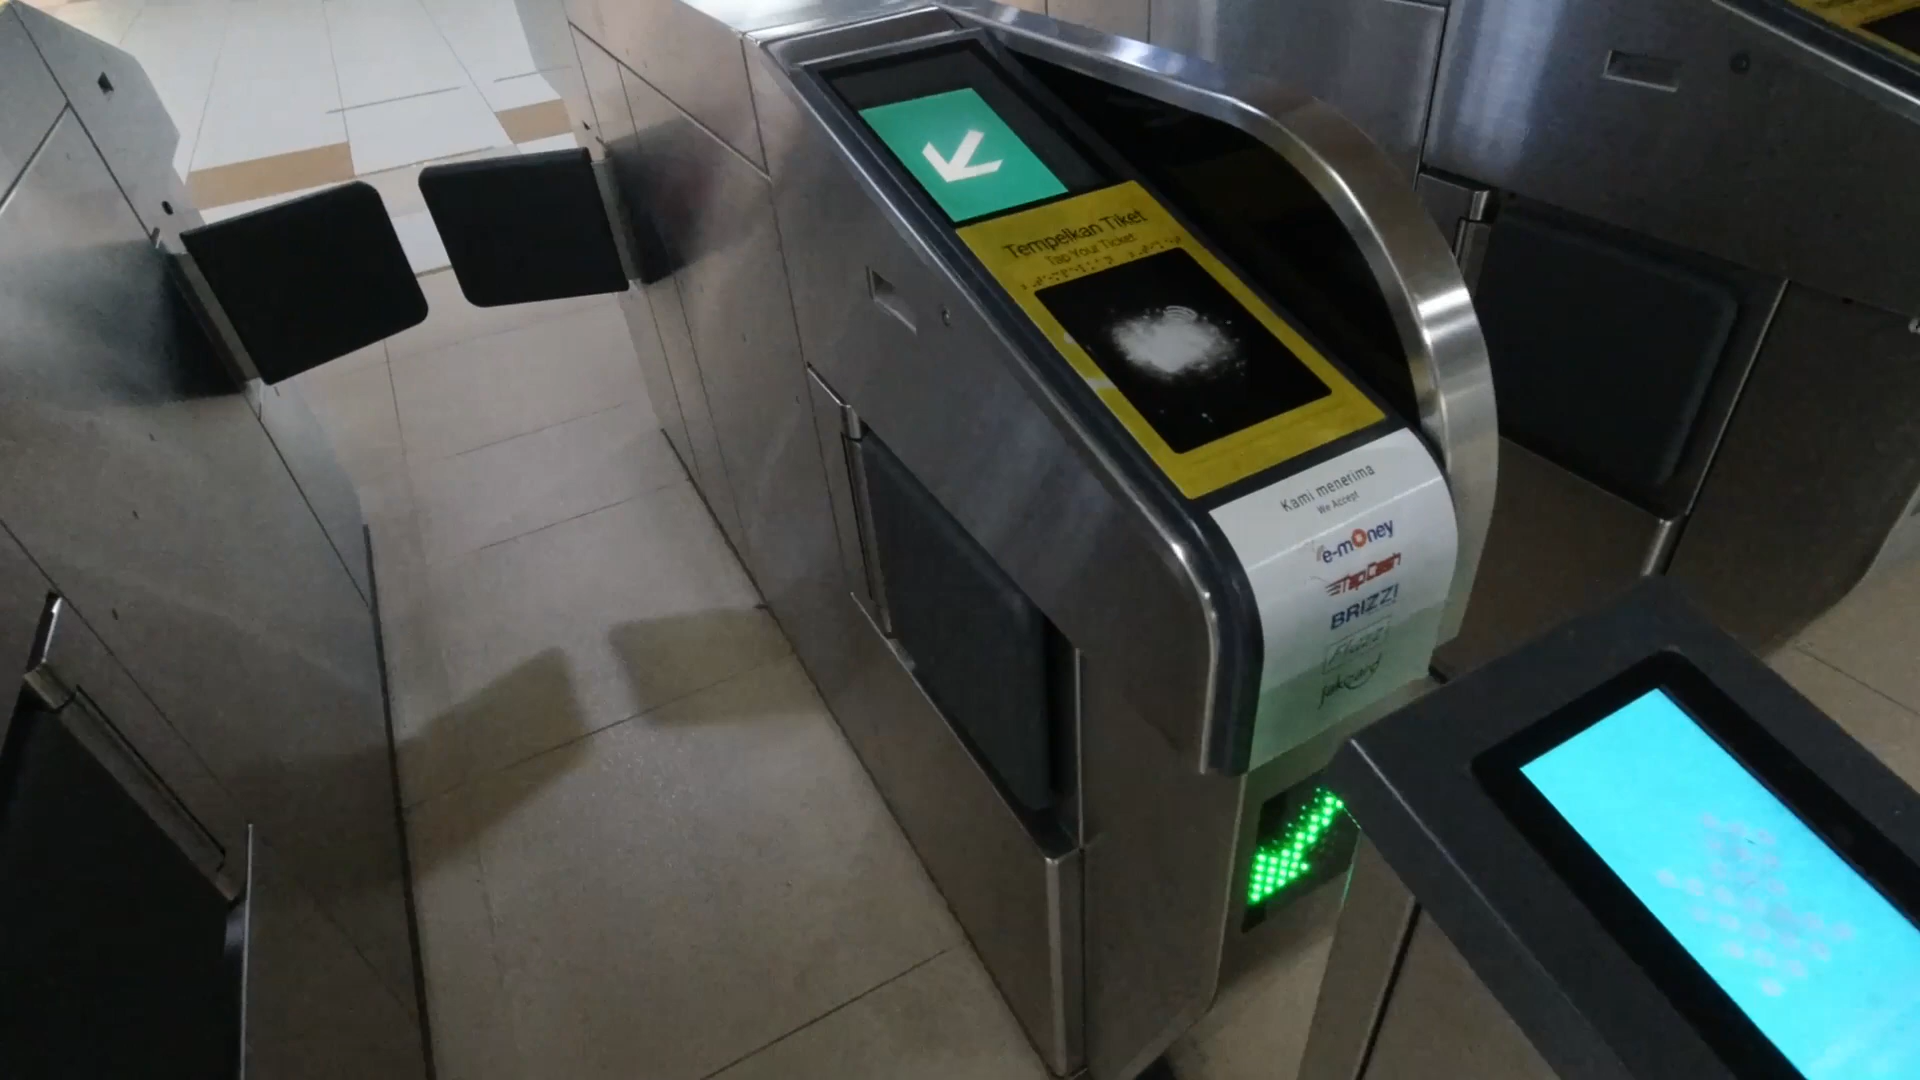 Tempelkan Tiket
Tap Your Ticket
Kami menerima
We Accept
e-money
TapCash
BRIZZI
Flazz
jakcard